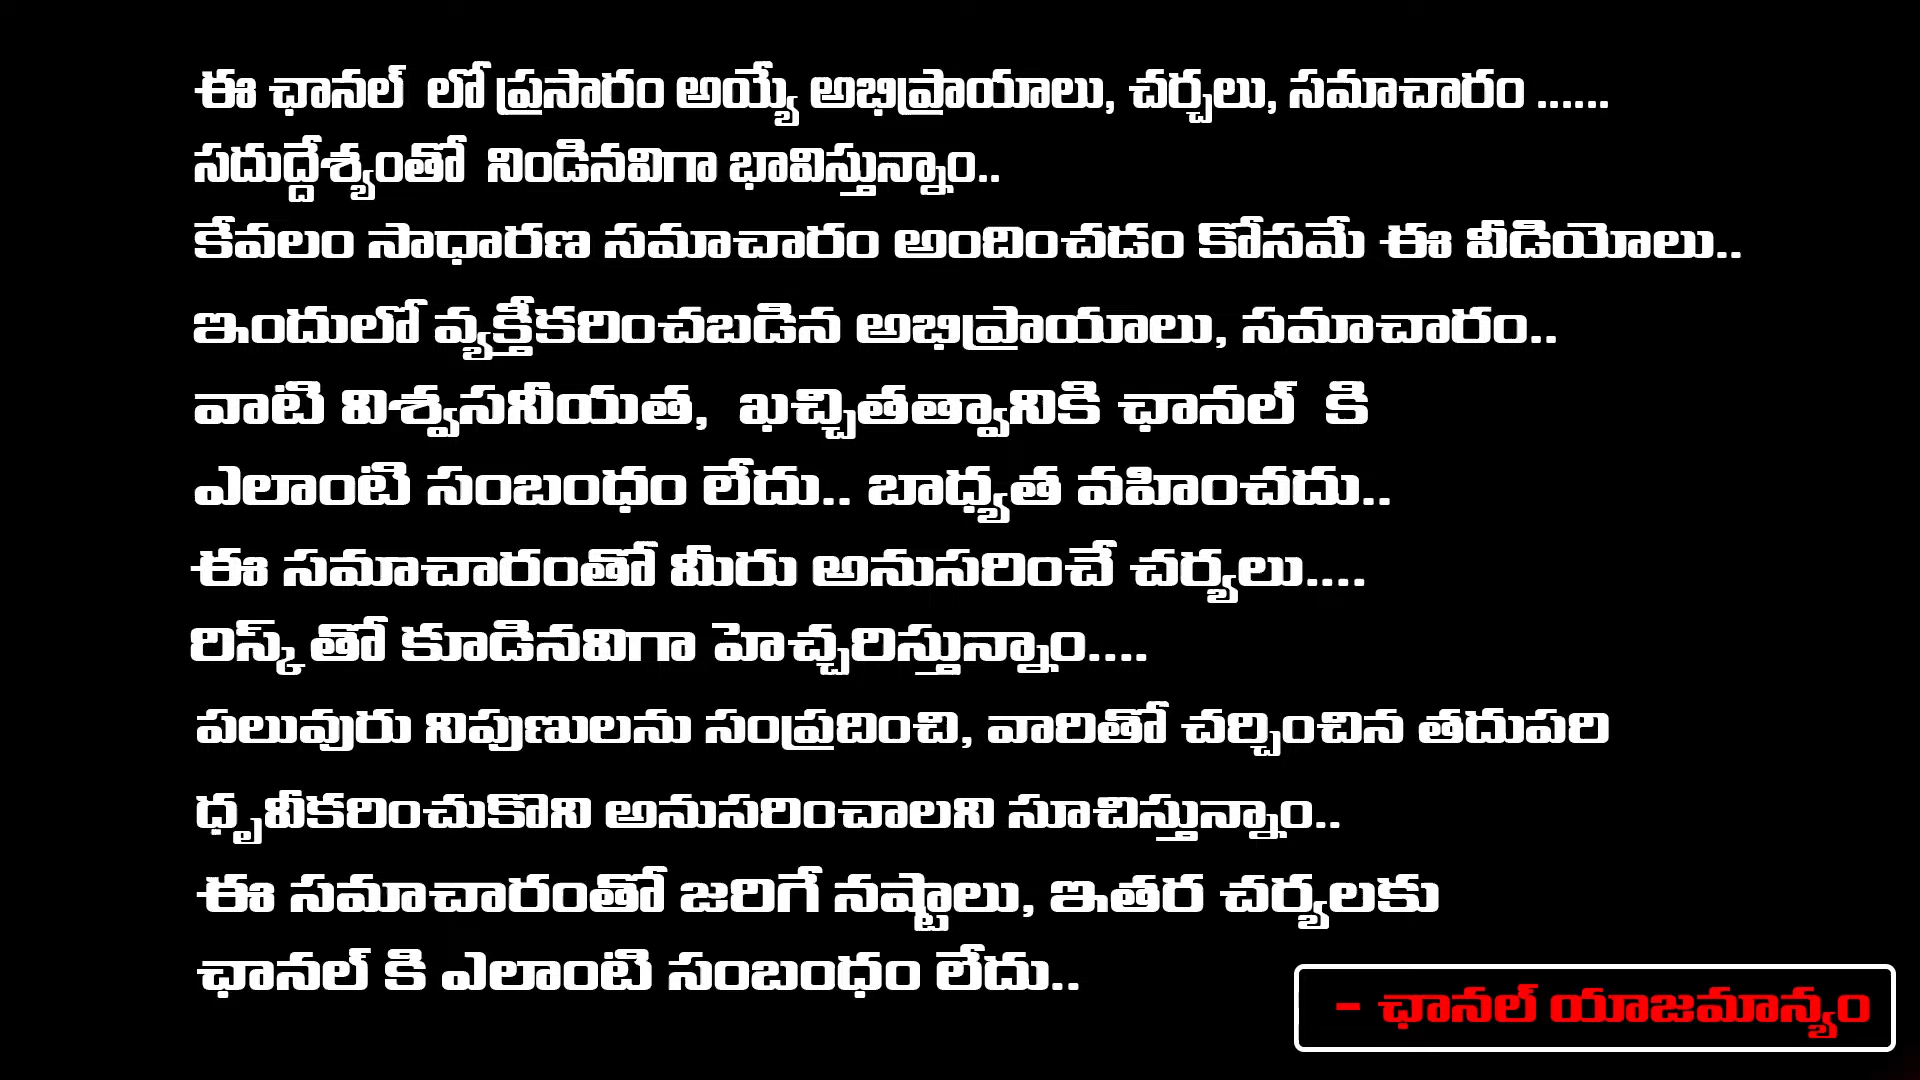 ఈ ఛానల్ లో ప్రసారం అయ్యే అభిప్రాయాలు, చర్చలు, సమాచారం ......
సదుద్దేశ్యంతో నిండినవిగా భావిస్తున్నాం..
కేవలం సాధారణ సమాచారం అందించడం కోసమే ఈ వీడియోలు..
ఇందులో వ్యక్తీకరించబడిన అభిప్రాయాలు, సమాచారం..
వాటి విశ్వసనీయత, ఖచ్చితత్వానికి ఛానల్ కి
ఎలాంటి సంబంధం లేదు.. బాధ్యత వహించదు..
ఈ సమాచారంతో మీరు అనుసరించే చర్యలు....
రిస్క్ తో కూడినవిగా హెచ్చరిస్తున్నాం....
పలువురు నిపుణులను సంప్రదించి, వారితో చర్చించిన తదుపరి
ధృవీకరించుకొని అనుసరించాలని సూచిస్తున్నాం..
ఈ సమాచారంతో జరిగే నష్టాలు, ఇతర చర్యలకు
ఛానల్ కి ఎలాంటి సంబంధం లేదు..
- ఛానల్ యాజమాన్యం